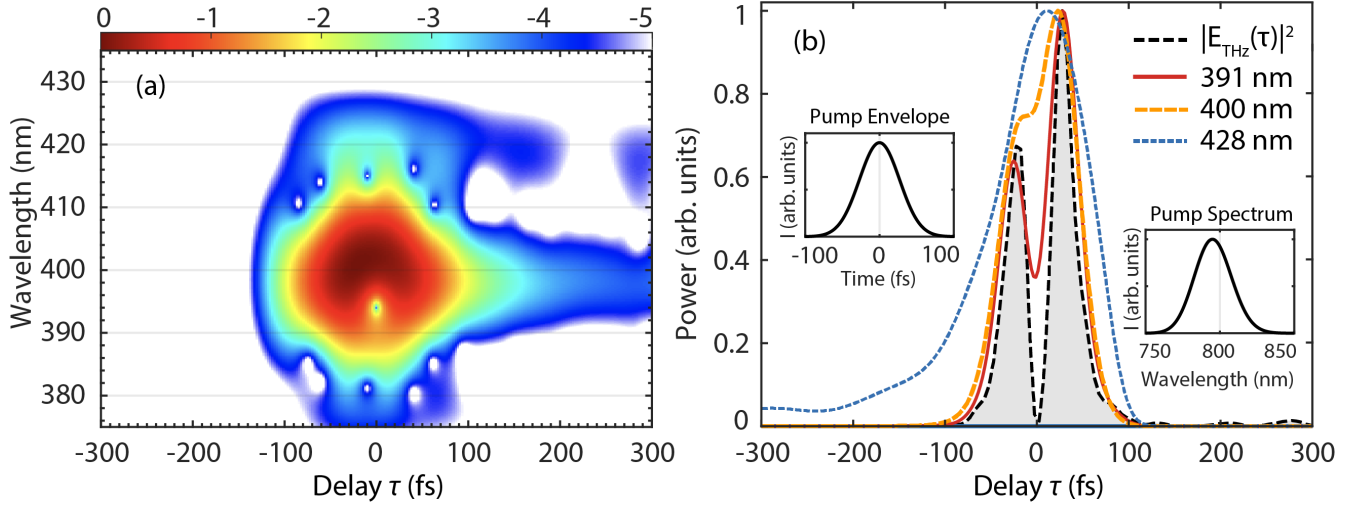 0 -1 -2 -3 -4 -5
(a)
Wavelength (nm)
430
420
410
400
390
380
-300 -200 -100 0 100 200 300
Delay τ (fs)
(b)
Power (arb. units)
1
0.8
0.6
0.4
0.2
0
-300 -200 -100 0 100 200 300
Delay τ (fs)
|E_THz(τ)|²
391 nm
400 nm
428 nm
Pump Envelope
I (arb. units)
-100 0 100
Time (fs)
Pump Spectrum
I (arb. units)
750 800 850
Wavelength (nm)